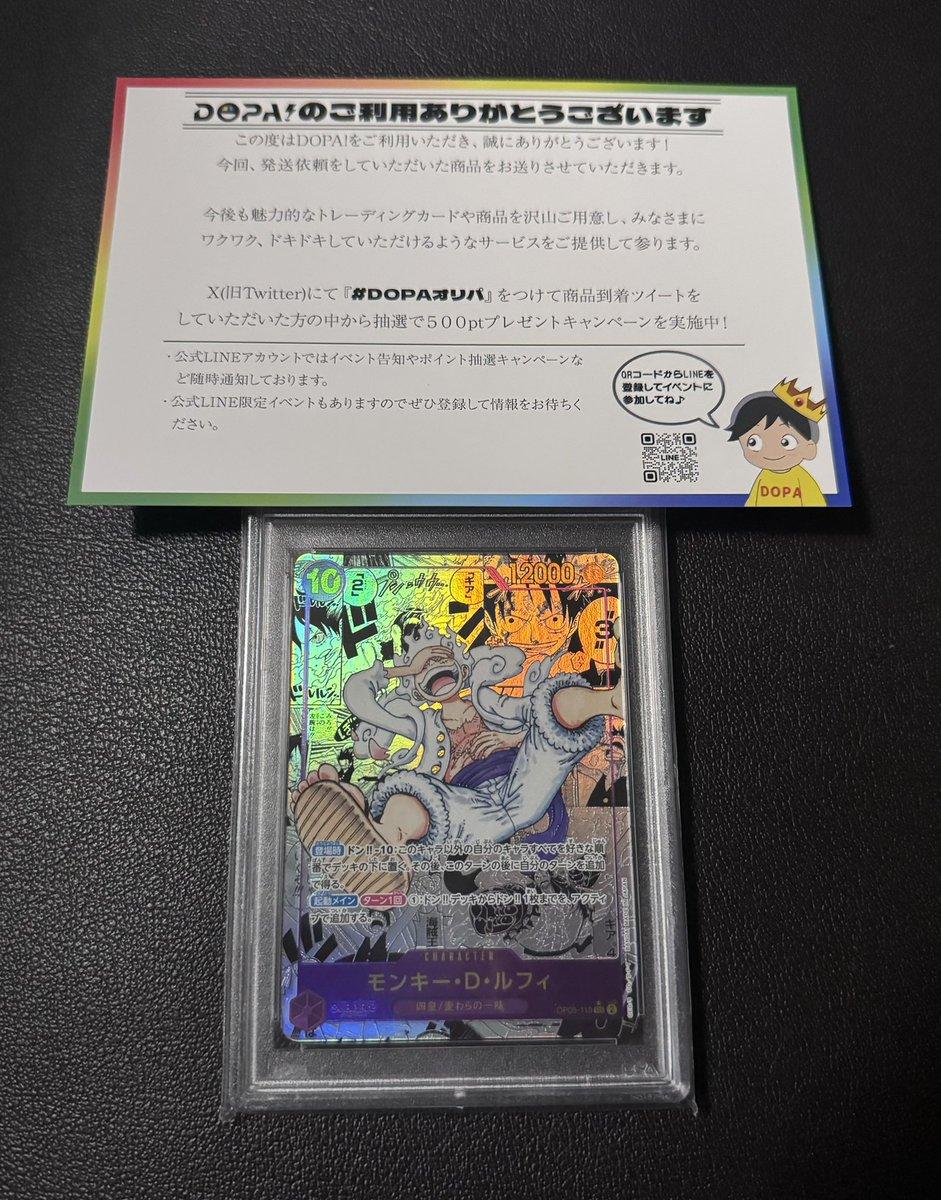 DOPA!のご利用ありがとうございます
この度はDOPA!をご利用いただき、誠にありがとうございます!
今回、発送依頼をしていただいた商品をお送りさせていただきます。
今後も魅力的なトレーディングカードや商品を沢山ご用意し、みなさまに
ワクワク、ドキドキしていただけるようなサービスをご提供して参ります。
X(旧Twitter)にて『#DOPAオリパ』をつけて商品到着ツイートを
していただいた方の中から抽選で500ptプレゼントキャンペーンを実施中!
・公式LINEアカウントではイベント告知やポイント抽選キャンペーンな
ど随時通知しております。
・公式LINE限定イベントもありますのでぜひ登録して情報をお待ちく
ださい。
QRコードからLINEを
登録してイベントに
参加してね♪
LINE
DOPA
10
"2"
"ギア"
12000
"3"
ドルル
登場時 ドン!!-10:このキャラ以外の自分のキャラすべてを好きな順
番でデッキの下に置く。その後、このターンの後に自分のターンを追加
で得る。
起動メイン ターン1回 ①:ドン!!デッキからドン!!1枚までを、アクティ
ブで追加する。
海賊王
ギア4
CHARACTER
モンキー・D・ルフィ
四皇/麦わらの一味
OP05-119